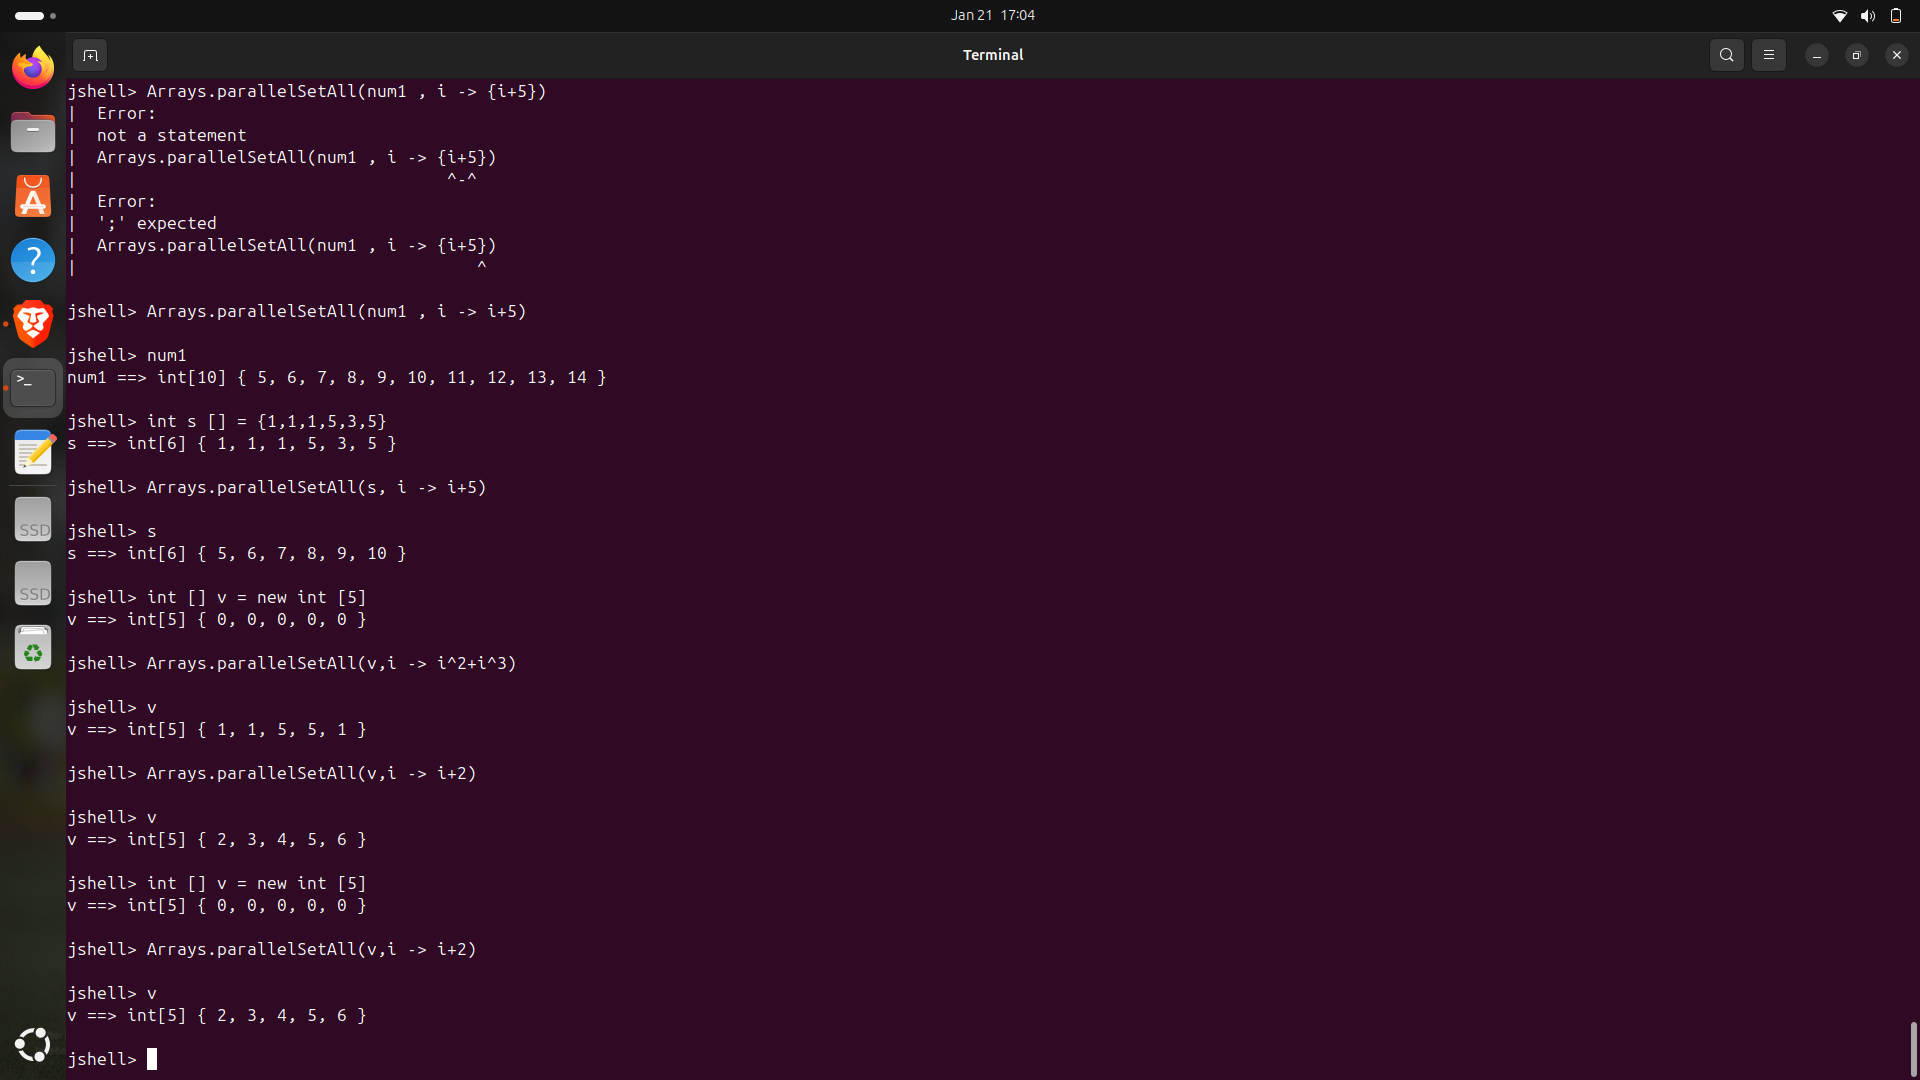 Jan 21 17:04
Terminal
jshell> Arrays.parallelSetAll(num1 , i -> {i+5})
| Error:
| not a statement
| Arrays.parallelSetAll(num1 , i -> {i+5})
| ^-^
| Error:
| ';' expected
| Arrays.parallelSetAll(num1 , i -> {i+5})
| ^
jshell> Arrays.parallelSetAll(num1 , i -> i+5)
jshell> num1
num1 ==> int[10] { 5, 6, 7, 8, 9, 10, 11, 12, 13, 14 }
jshell> int s [] = {1,1,1,5,3,5}
s ==> int[6] { 1, 1, 1, 5, 3, 5 }
jshell> Arrays.parallelSetAll(s, i -> i+5)
jshell> s
s ==> int[6] { 5, 6, 7, 8, 9, 10 }
jshell> int [] v = new int [5]
v ==> int[5] { 0, 0, 0, 0, 0 }
jshell> Arrays.parallelSetAll(v,i -> i^2+i^3)
jshell> v
v ==> int[5] { 1, 1, 5, 5, 1 }
jshell> Arrays.parallelSetAll(v,i -> i+2)
jshell> v
v ==> int[5] { 2, 3, 4, 5, 6 }
jshell> int [] v = new int [5]
v ==> int[5] { 0, 0, 0, 0, 0 }
jshell> Arrays.parallelSetAll(v,i -> i+2)
jshell> v
v ==> int[5] { 2, 3, 4, 5, 6 }
jshell>
SSD
SSD